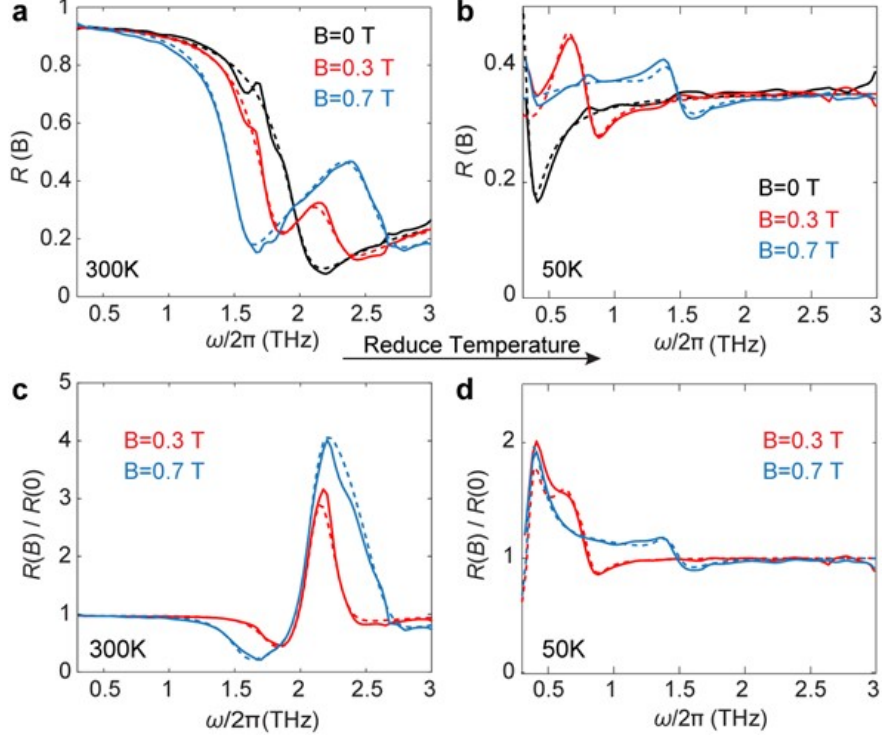 a
B=0 T
B=0.3 T
B=0.7 T
R (B)
1
0.8
0.6
0.4
0.2
0
300K
0.5 1 1.5 2 2.5 3
ω/2π (THz)
b
R (B)
0.4
0.2
0
B=0 T
B=0.3 T
B=0.7 T
50K
0.5 1 1.5 2 2.5 3
ω/2π (THz)
Reduce Temperature
c
B=0.3 T
B=0.7 T
R(B) / R(0)
5
4
3
2
1
0
300K
0.5 1 1.5 2 2.5 3
ω/2π(THz)
d
B=0.3 T
B=0.7 T
R(B) / R(0)
2
1
0
50K
0.5 1 1.5 2 2.5 3
ω/2π (THz)